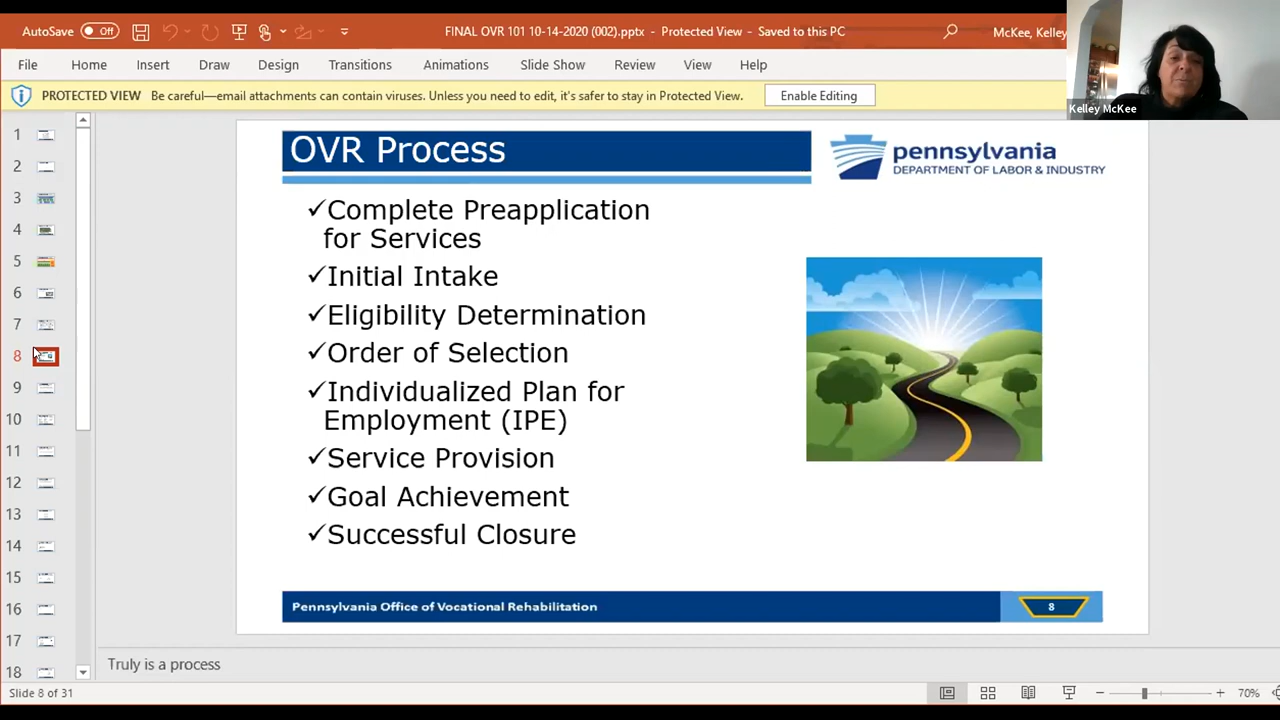 AutoSave Off FINAL OVR 101 10-14-2020 (002).pptx - Protected View - Saved to this PC McKee, Kelley
File Home Insert Draw Design Transitions Animations Slide Show Review View Help
PROTECTED VIEW Be careful—email attachments can contain viruses. Unless you need to edit, it's safer to stay in Protected View. Enable Editing
Kelley McKee
1
2
3
4
5
6
7
8
9
10
11
12
13
14
15
16
17
18
OVR Process
pennsylvania
DEPARTMENT OF LABOR & INDUSTRY
✓Complete Preapplication
for Services
✓Initial Intake
✓Eligibility Determination
✓Order of Selection
✓Individualized Plan for
Employment (IPE)
✓Service Provision
✓Goal Achievement
✓Successful Closure
Pennsylvania Office of Vocational Rehabilitation 8
Truly is a process
Slide 8 of 31 70%